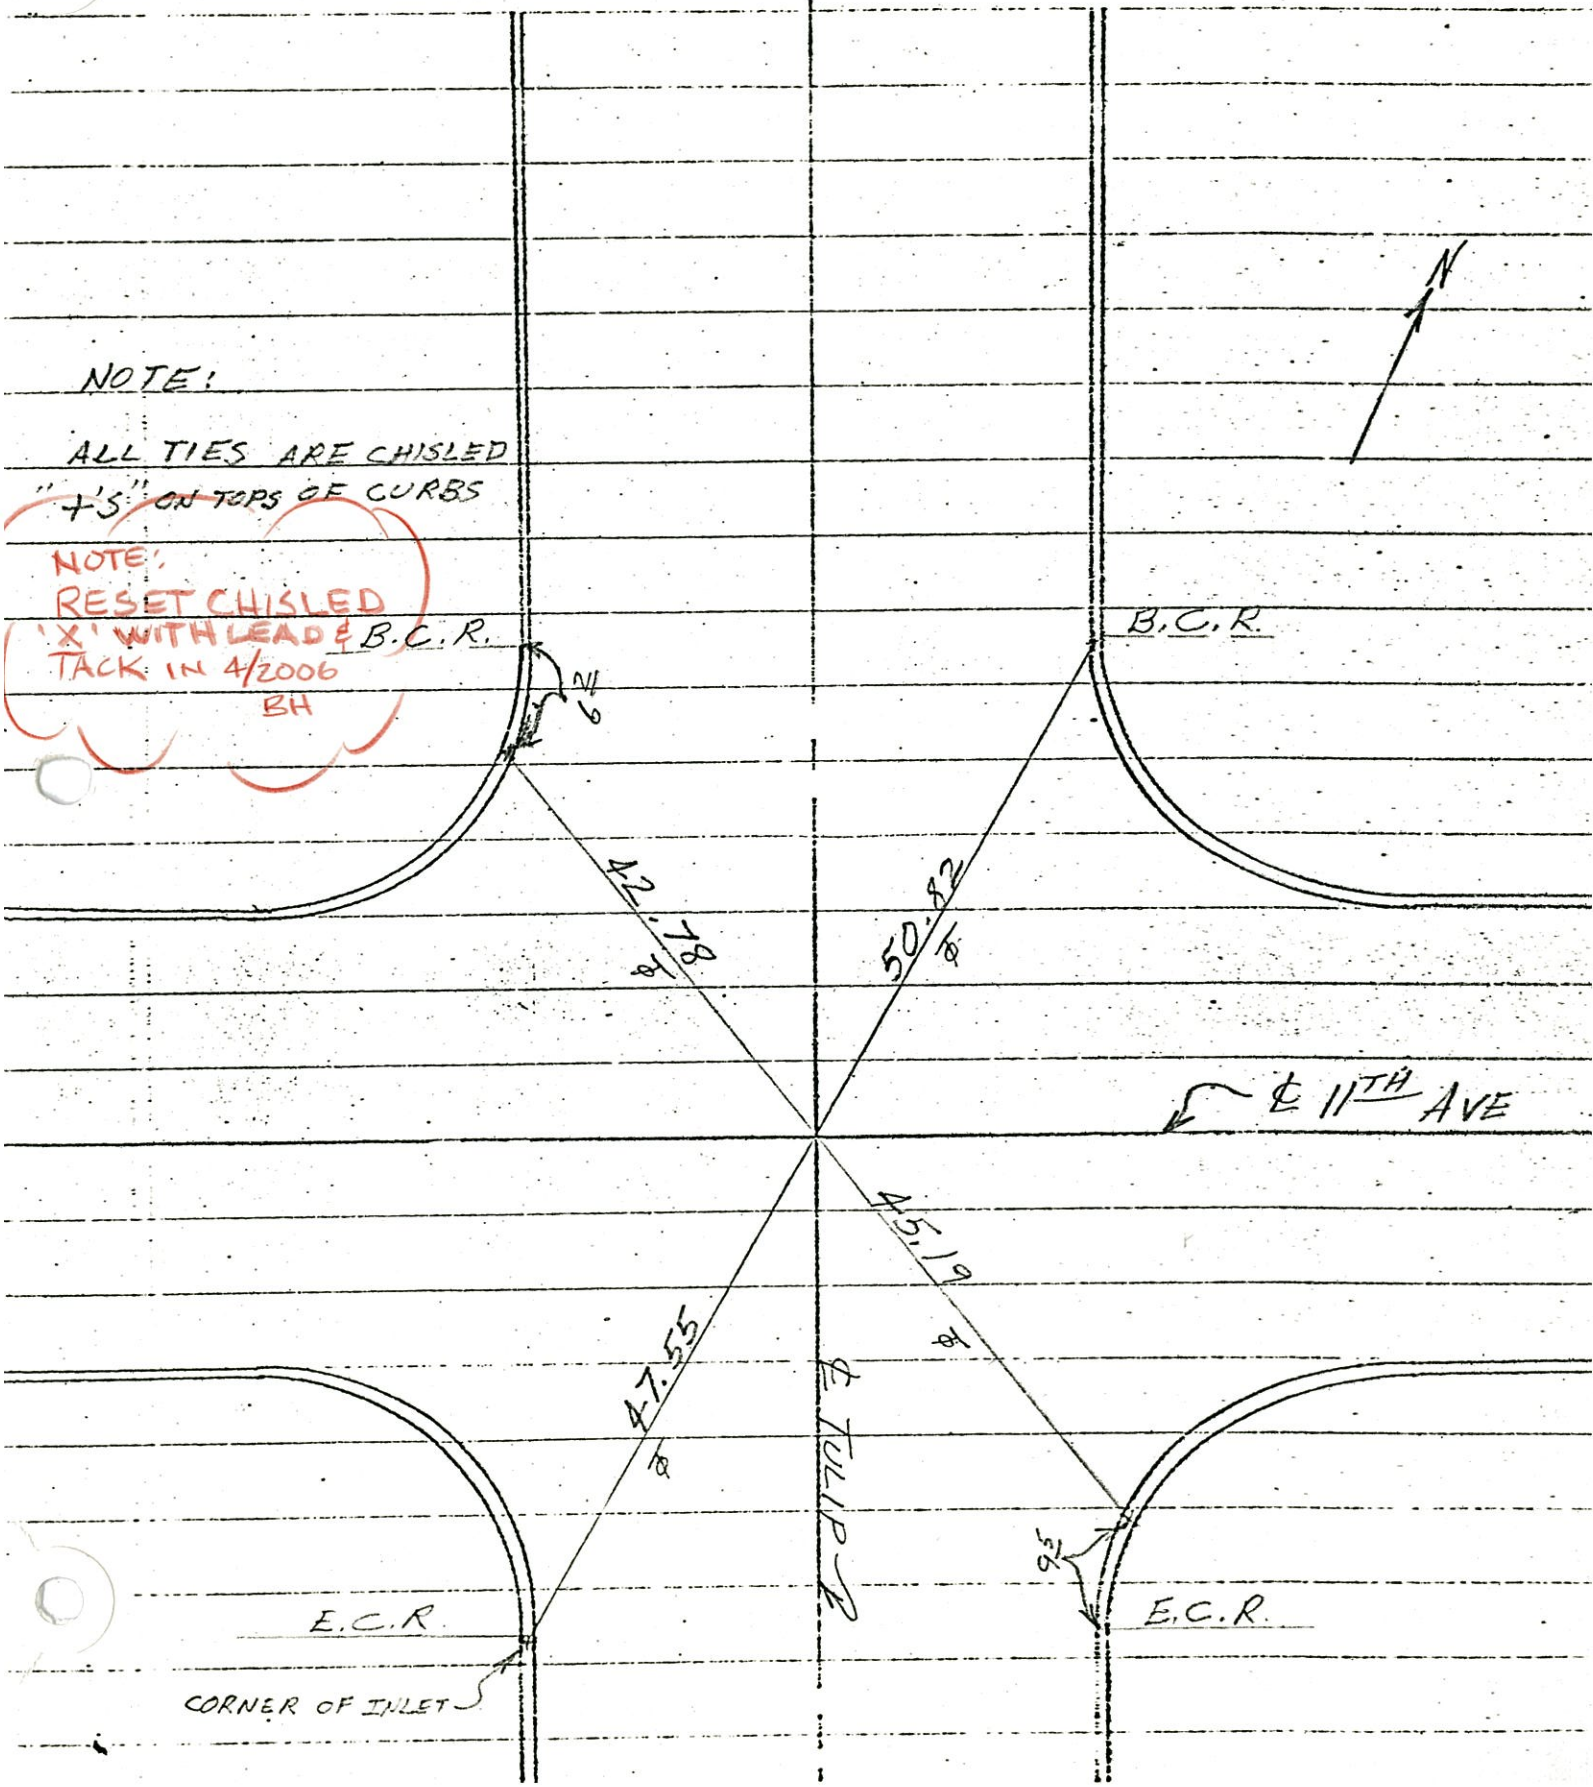 N
NOTE:
ALL TIES ARE CHISLED
"+'S" ON TOPS OF CURBS
NOTE:
RESET CHISLED
'X' WITH LEAD &
TACK IN 4/2006
BH
B.C.R.
B.C.R.
42.78
50.82
℄ 11TH AVE
45.19
47.55
℄ TULIP
95
E.C.R.
E.C.R.
CORNER OF INLET